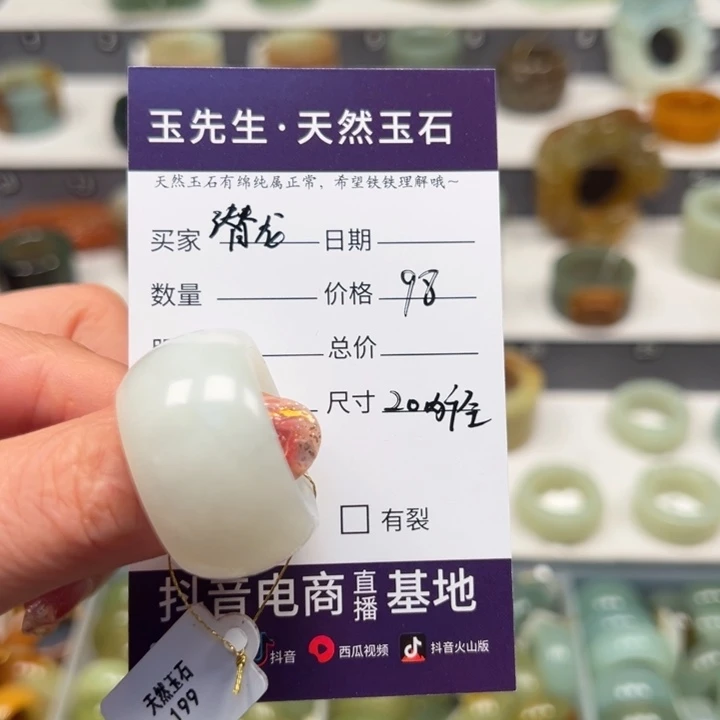 玉先生·天然玉石
天然玉石有绵纯属正常，希望铁铁理解哦~
买家 潜龙 日期
数量 价格 98
总价
尺寸 20内径
□ 有裂
抖音电商直播基地
抖音 西瓜视频 抖音火山版
天然玉石
199